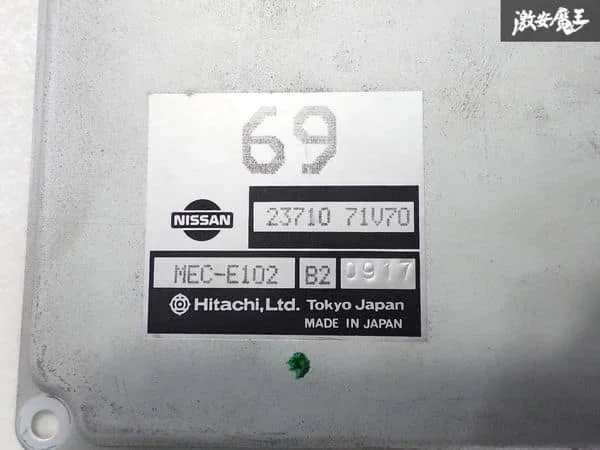 激安魔王
69
NISSAN
23710 71V70
MEC-E102 B2 0917
Hitachi, Ltd. Tokyo Japan
MADE IN JAPAN